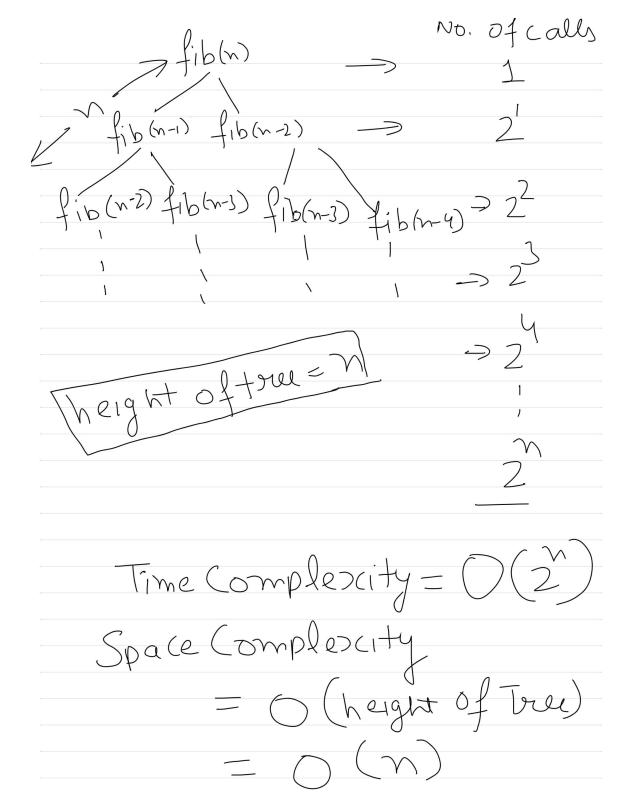 No. of calls
fib(n) → 1
n
fib(n-1) fib(n-2) → 2^1
fib(n-2) fib(n-3) fib(n-3) fib(n-4) → 2^2
→ 2^3
→ 2^4
height of tree = n
2^n
Time Complexity = O(2^n)
Space Complexity
= O (height of Tree)
= O (n)